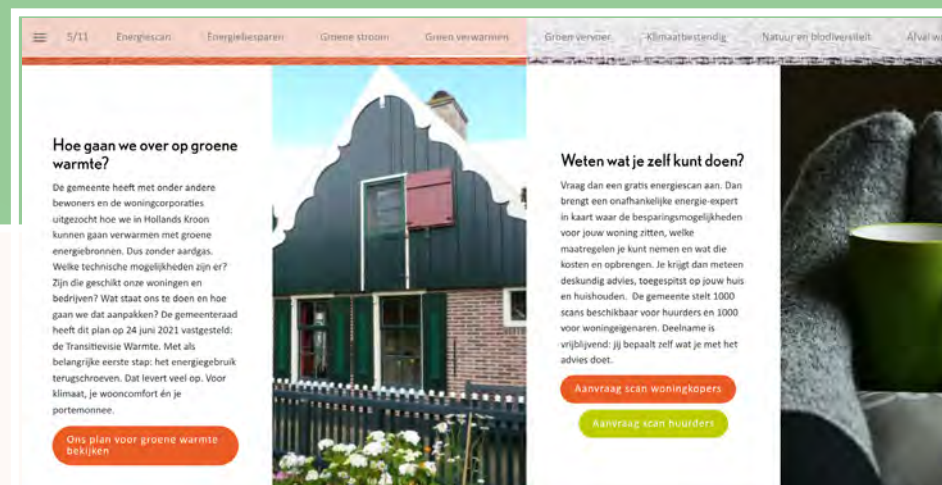 5/11 Energiescan Energiebesparen Groene stroom Groen verwarmen Groen vervoer Klimaatbestendig Natuur en biodiversiteit Afval
Hoe gaan we over op groene
warmte?
De gemeente heeft met onder andere
bewoners en de woningcorporaties
uitgezocht hoe we in Hollands Kroon
kunnen gaan verwarmen met groene
energiebronnen. Dus zonder aardgas.
Welke technische mogelijkheden zijn er?
Zijn die geschikt onze woningen en
bedrijven? Wat staat ons te doen en hoe
gaan we dat aanpakken? De gemeenteraad
heeft dit plan op 24 juni 2021 vastgesteld:
de Transitievisie Warmte. Met als
belangrijke eerste stap: het energiegebruik
terugschroeven. Dat levert veel op. Voor
klimaat, je wooncomfort én je
portemonnee.
Ons plan voor groene warmte
bekijken
Weten wat je zelf kunt doen?
Vraag dan een gratis energiescan aan. Dan
brengt een onafhankelijke energie-expert
in kaart waar de besparingsmogelijkheden
voor jouw woning zitten, welke
maatregelen je kunt nemen en wat die
kosten en opbrengen. Je krijgt dan meteen
deskundig advies, toegespitst op jouw huis
en huishouden. De gemeente stelt 1000
scans beschikbaar voor huurders en 1000
voor woningeigenaren. Deelname is
vrijblijvend: jij bepaalt zelf wat je met het
advies doet.
Aanvraag scan woningkopers
Aanvraag scan huurders